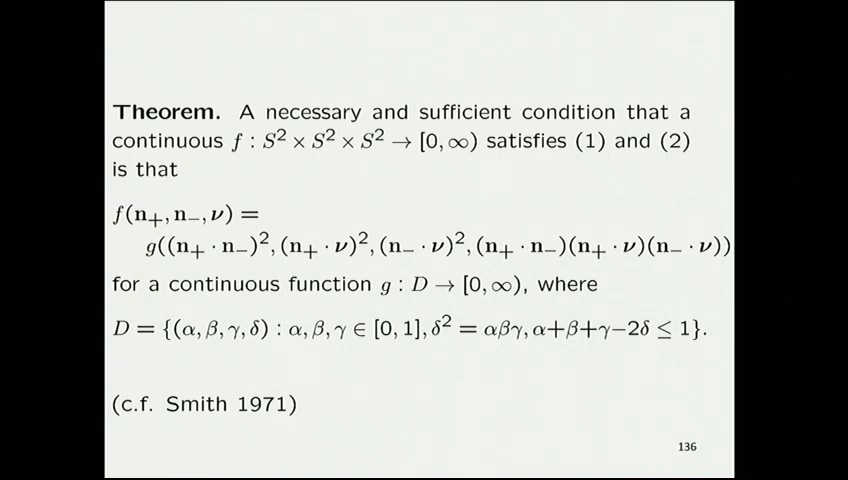 Theorem. A necessary and sufficient condition that a
continuous f : S² × S² × S² → [0, ∞) satisfies (1) and (2)
is that
f(n₊, n₋, ν) =
g((n₊ · n₋)², (n₊ · ν)², (n₋ · ν)², (n₊ · n₋)(n₊ · ν)(n₋ · ν))
for a continuous function g : D → [0, ∞), where
D = {(α, β, γ, δ) : α, β, γ ∈ [0, 1], δ² = αβγ, α+β+γ−2δ ≤ 1}.
(c.f. Smith 1971)
136